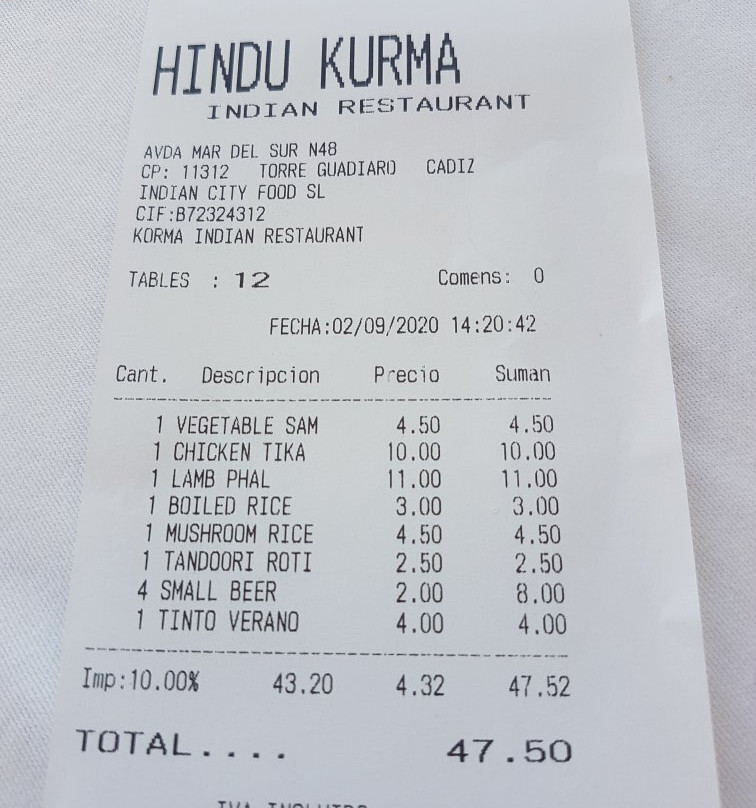 HINDU KURMA
INDIAN RESTAURANT
AVDA MAR DEL SUR N48
CP: 11312 TORRE GUADIARO CADIZ
INDIAN CITY FOOD SL
CIF:B72324312
KORMA INDIAN RESTAURANT
TABLES : 12 Comens: 0
FECHA:02/09/2020 14:20:42
Cant. Descripcion Precio Suman
1 VEGETABLE SAM 4.50 4.50
1 CHICKEN TIKA 10.00 10.00
1 LAMB PHAL 11.00 11.00
1 BOILED RICE 3.00 3.00
1 MUSHROOM RICE 4.50 4.50
1 TANDOORI ROTI 2.50 2.50
4 SMALL BEER 2.00 8.00
1 TINTO VERANO 4.00 4.00
Imp:10.00% 43.20 4.32 47.52
TOTAL.... 47.50